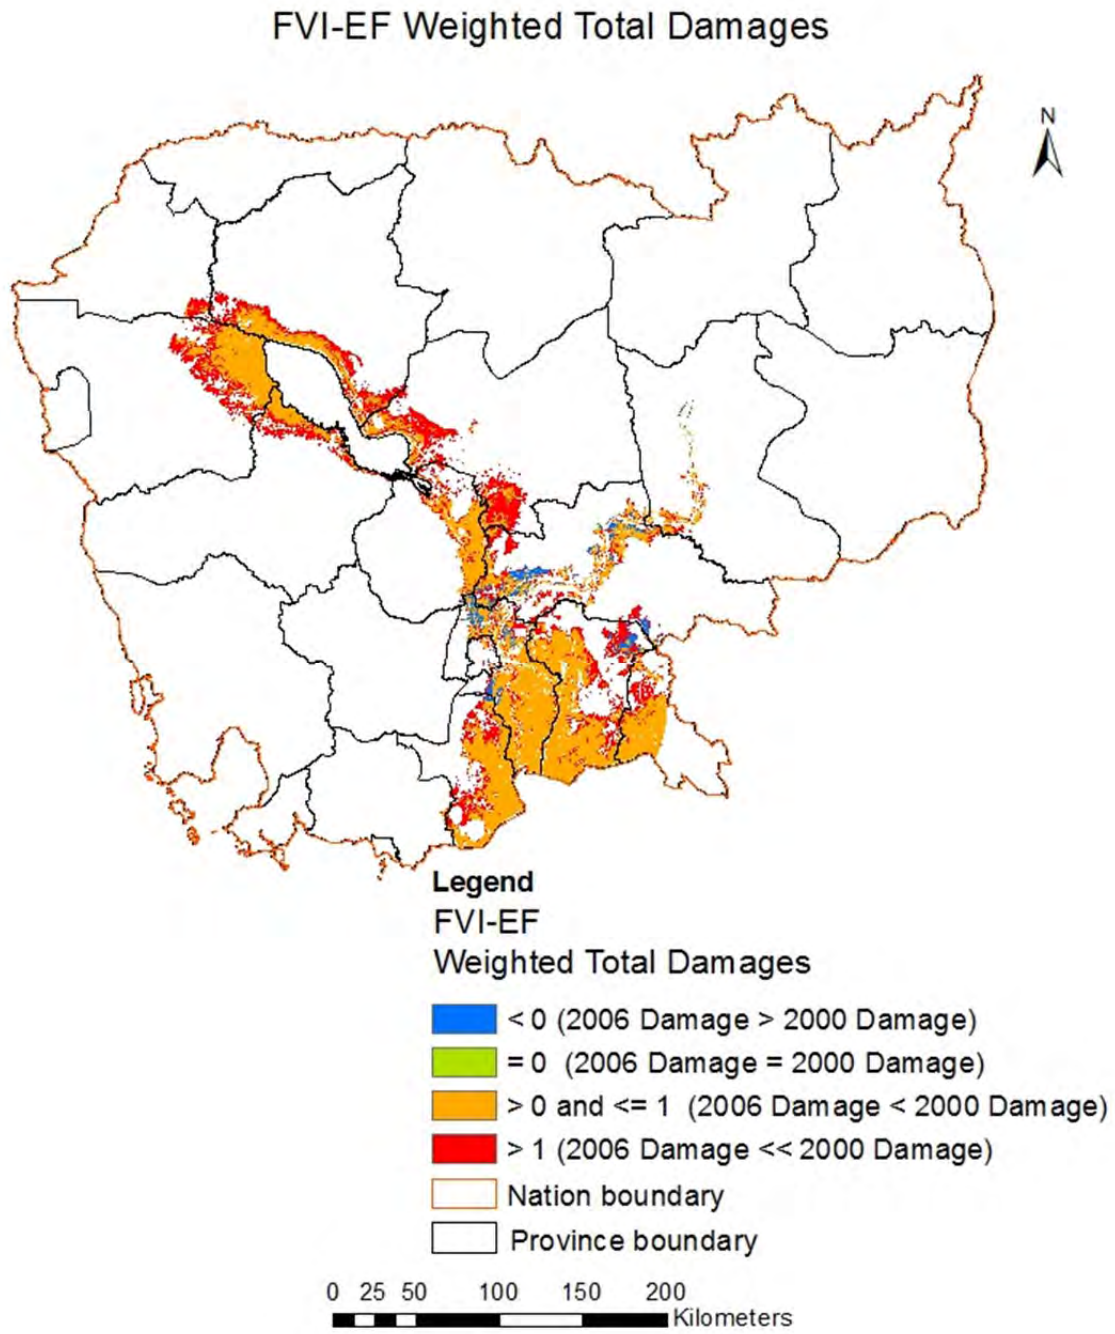 FVI-EF Weighted Total Damages
N
Legend
FVI-EF
Weighted Total Damages
< 0 (2006 Damage > 2000 Damage)
= 0 (2006 Damage = 2000 Damage)
> 0 and <= 1 (2006 Damage < 2000 Damage)
> 1 (2006 Damage << 2000 Damage)
Nation boundary
Province boundary
0 25 50 100 150 200
Kilometers